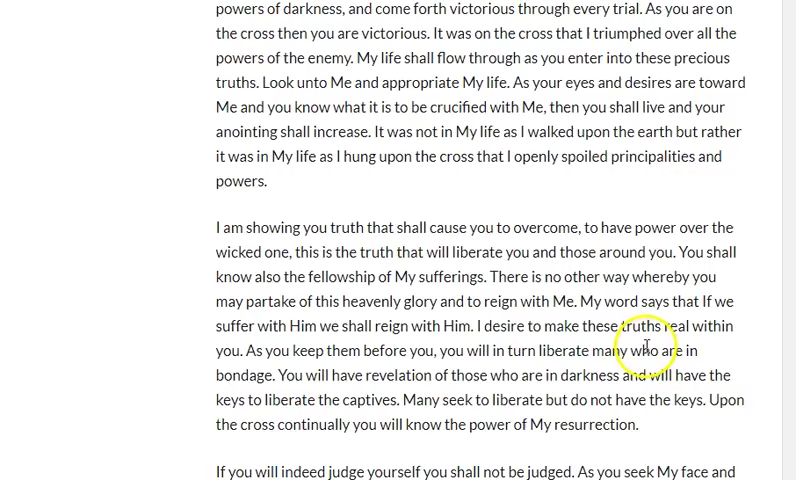 powers of darkness, and come forth victorious through every trial. As you are on
the cross then you are victorious. It was on the cross that I triumphed over all the
powers of the enemy. My life shall flow through as you enter into these precious
truths. Look unto Me and appropriate My life. As your eyes and desires are toward
Me and you know what it is to be crucified with Me, then you shall live and your
anointing shall increase. It was not in My life as I walked upon the earth but rather
it was in My life as I hung upon the cross that I openly spoiled principalities and
powers.
I am showing you truth that shall cause you to overcome, to have power over the
wicked one, this is the truth that will liberate you and those around you. You shall
know also the fellowship of My sufferings. There is no other way whereby you
may partake of this heavenly glory and to reign with Me. My word says that If we
suffer with Him we shall reign with Him. I desire to make these truths real within
you. As you keep them before you, you will in turn liberate many who are in
bondage. You will have revelation of those who are in darkness and will have the
keys to liberate the captives. Many seek to liberate but do not have the keys. Upon
the cross continually you will know the power of My resurrection.
If you will indeed judge yourself you shall not be judged. As you seek My face and